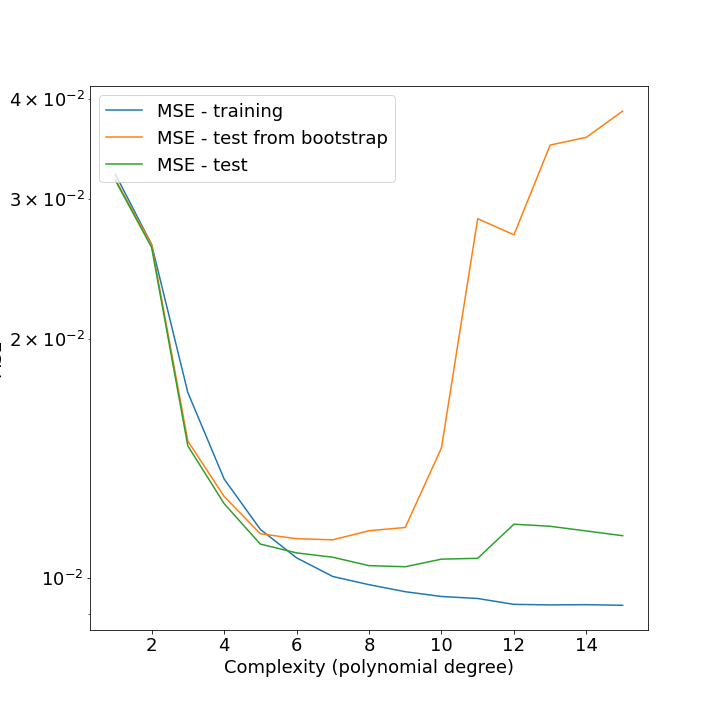 4 × 10⁻²
3 × 10⁻²
2 × 10⁻²
10⁻²
MSE - training
MSE - test from bootstrap
MSE - test
2 4 6 8 10 12 14
Complexity (polynomial degree)